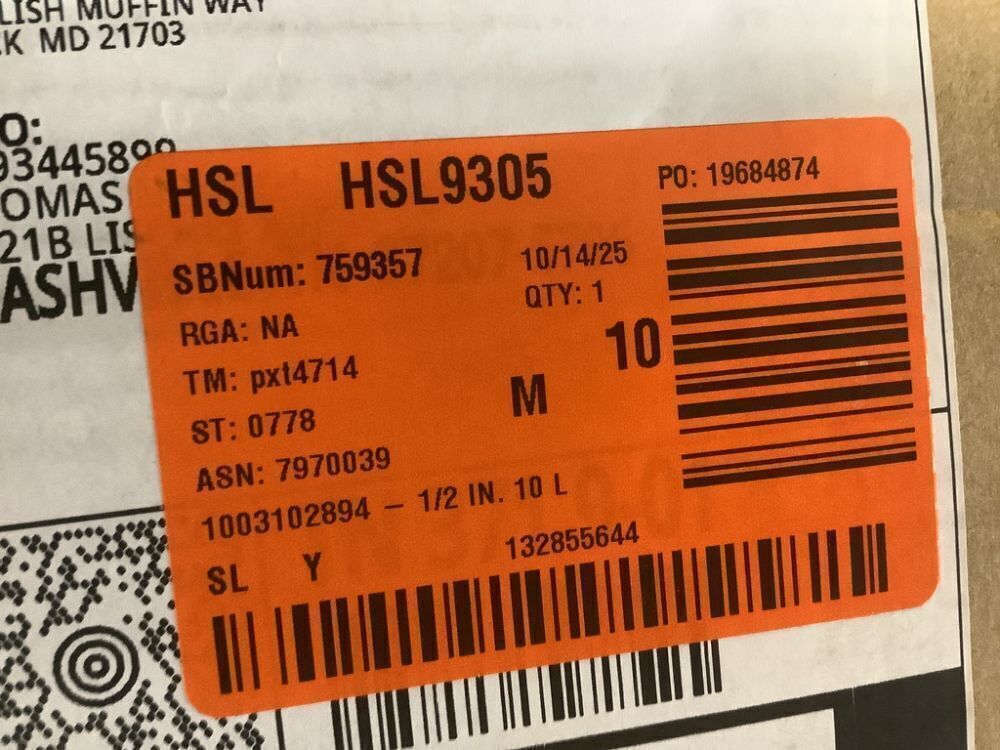 LISH MUFFIN WAY
K MD 21703
O:
93445899
OMAS
21B LIS
ASHV
HSL HSL9305 PO: 19684874
SBNum: 759357 10/14/25
RGA: NA QTY: 1
TM: pxt4714 M 10
ST: 0778
ASN: 7970039
1003102894 – 1/2 IN. 10 L
SL Y 132855644